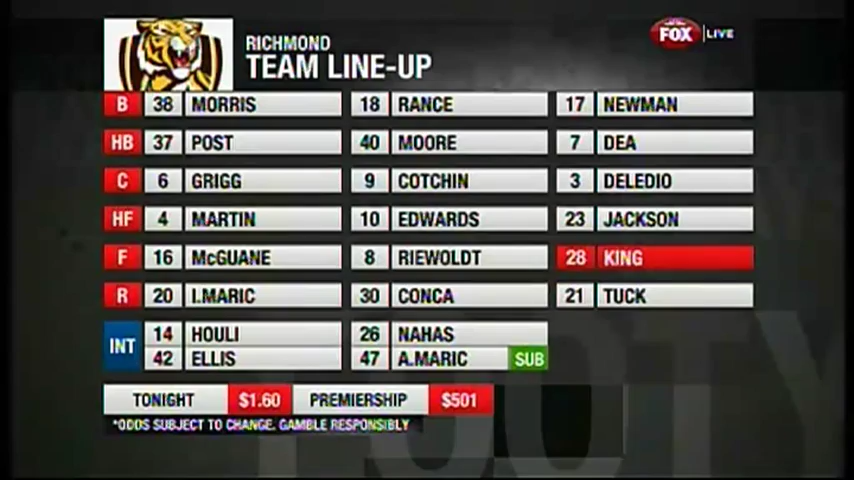 RICHMOND
TEAM LINE-UP
FOX LIVE
B 38 MORRIS 18 RANCE 17 NEWMAN
HB 37 POST 40 MOORE 7 DEA
C 6 GRIGG 9 COTCHIN 3 DELEDIO
HF 4 MARTIN 10 EDWARDS 23 JACKSON
F 16 McGUANE 8 RIEWOLDT 28 KING
R 20 I.MARIC 30 CONCA 21 TUCK
INT 14 HOULI 26 NAHAS
42 ELLIS 47 A.MARIC SUB
TONIGHT $1.60 PREMIERSHIP $501
*ODDS SUBJECT TO CHANGE. GAMBLE RESPONSIBLY
FOOTY